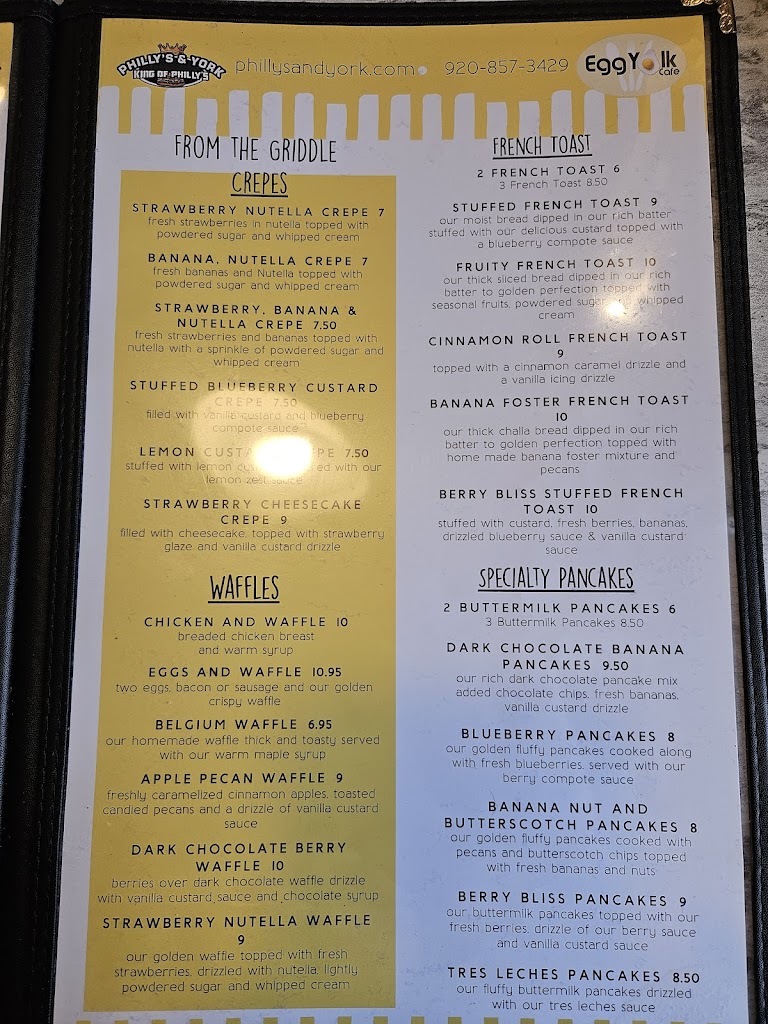 PHILLY'S & YORK
KING OF PHILLY'S
phillysandyork.com
920-857-3429
Egg Yolk
Cafe
FROM THE GRIDDLE
CREPES
STRAWBERRY NUTELLA CREPE 7
fresh strawberries in nutella topped with
powdered sugar and whipped cream
BANANA, NUTELLA CREPE 7
fresh bananas and Nutella topped with
powdered sugar and whipped cream
STRAWBERRY, BANANA &
NUTELLA CREPE 7.50
fresh strawberries and bananas topped with
nutella with a sprinkle of powdered sugar and
whipped cream
STUFFED BLUEBERRY CUSTARD
CREPE 7.50
filled with vanilla custard and blueberry
compote sauce
LEMON 7.50
stuffed with lemon with our
lemon zest sauce
STRAWBERRY CHEESECAKE
CREPE 9
filled with cheesecake, topped with strawberry
glaze and vanilla custard drizzle
WAFFLES
CHICKEN AND WAFFLE 10
breaded chicken breast
and warm syrup
EGGS AND WAFFLE 10.95
two eggs, bacon or sausage and our golden
crispy waffle
BELGIUM WAFFLE 6.95
our homemade waffle thick and toasty served
with our warm maple syrup
APPLE PECAN WAFFLE 9
freshly caramelized cinnamon apples, toasted
candied pecans and a drizzle of vanilla custard
sauce
DARK CHOCOLATE BERRY
WAFFLE 10
berries over dark chocolate waffle drizzle
with vanilla custard sauce and chocolate syrup
STRAWBERRY NUTELLA WAFFLE
9
our golden waffle topped with fresh
strawberries, drizzled with nutella, lightly
powdered sugar and whipped cream
FRENCH TOAST
2 FRENCH TOAST 6
3 French Toast 8.50
STUFFED FRENCH TOAST 9
our moist bread dipped in our rich batter
stuffed with our delicious custard topped with
a blueberry compote sauce
FRUITY FRENCH TOAST 10
our thick sliced bread dipped in our rich
batter to golden perfection topped with
seasonal fruits, powdered sugar and whipped
cream
CINNAMON ROLL FRENCH TOAST
9
topped with a cinnamon caramel drizzle and
a vanilla icing drizzle
BANANA FOSTER FRENCH TOAST
10
our thick challa bread dipped in our rich
batter to golden perfection topped with
home made banana foster mixture and
pecans
BERRY BLISS STUFFED FRENCH
TOAST 10
stuffed with custard, fresh berries, bananas,
drizzled blueberry sauce & vanilla custard
sauce
SPECIALTY PANCAKES
2 BUTTERMILK PANCAKES 6
3 Buttermilk Pancakes 8.50
DARK CHOCOLATE BANANA
PANCAKES 9.50
our rich dark chocolate pancake mix
added chocolate chips, fresh bananas,
vanilla custard drizzle
BLUEBERRY PANCAKES 8
our golden fluffy pancakes cooked along
with fresh blueberries, served with our
berry compote sauce
BANANA NUT AND
BUTTERSCOTCH PANCAKES 8
our golden fluffy pancakes cooked with
pecans and butterscotch chips topped
with fresh bananas and nuts
BERRY BLISS PANCAKES 9
our buttermilk pancakes topped with our
fresh berries, drizzle of our berry sauce
and vanilla custard sauce
TRES LECHES PANCAKES 8.50
our fluffy buttermilk pancakes drizzled
with our tres leches sauce